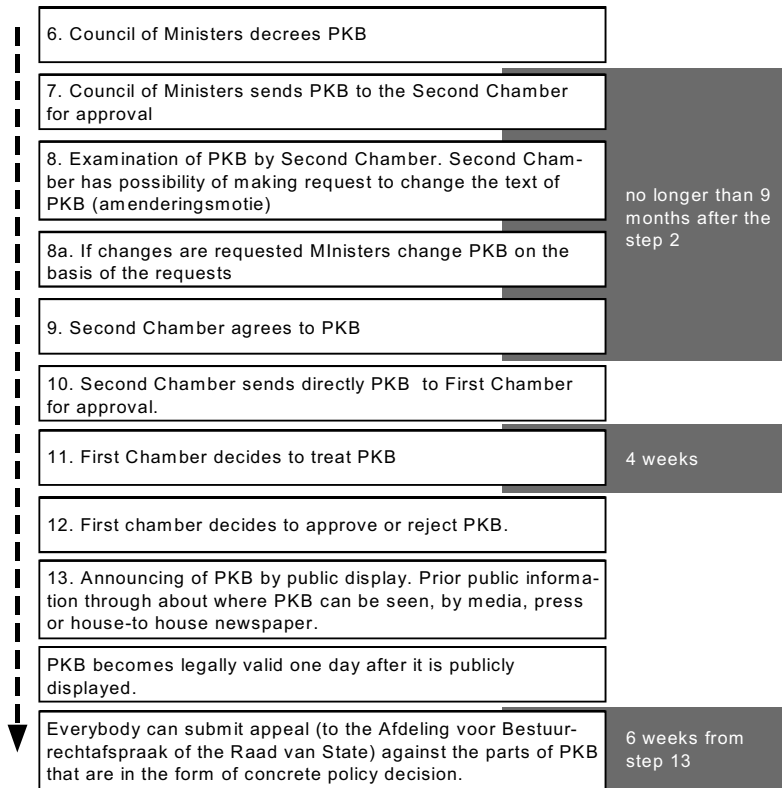 6. Council of Ministers decrees PKB
7. Council of Ministers sends PKB to the Second Chamber
for approval
8. Examination of PKB by Second Chamber. Second Cham-
ber has possibility of making request to change the text of
PKB (amenderingsmotie)
8a. If changes are requested MInisters change PKB on the
basis of the requests
9. Second Chamber agrees to PKB
no longer than 9
months after the
step 2
10. Second Chamber sends directly PKB to First Chamber
for approval.
11. First Chamber decides to treat PKB
4 weeks
12. First chamber decides to approve or reject PKB.
13. Announcing of PKB by public display. Prior public informa-
tion through about where PKB can be seen, by media, press
or house-to house newspaper.
PKB becomes legally valid one day after it is publicly
displayed.
Everybody can submit appeal (to the Afdeling voor Bestuur-
rechtafspraak of the Raad van State) against the parts of PKB
that are in the form of concrete policy decision.
6 weeks from
step 13